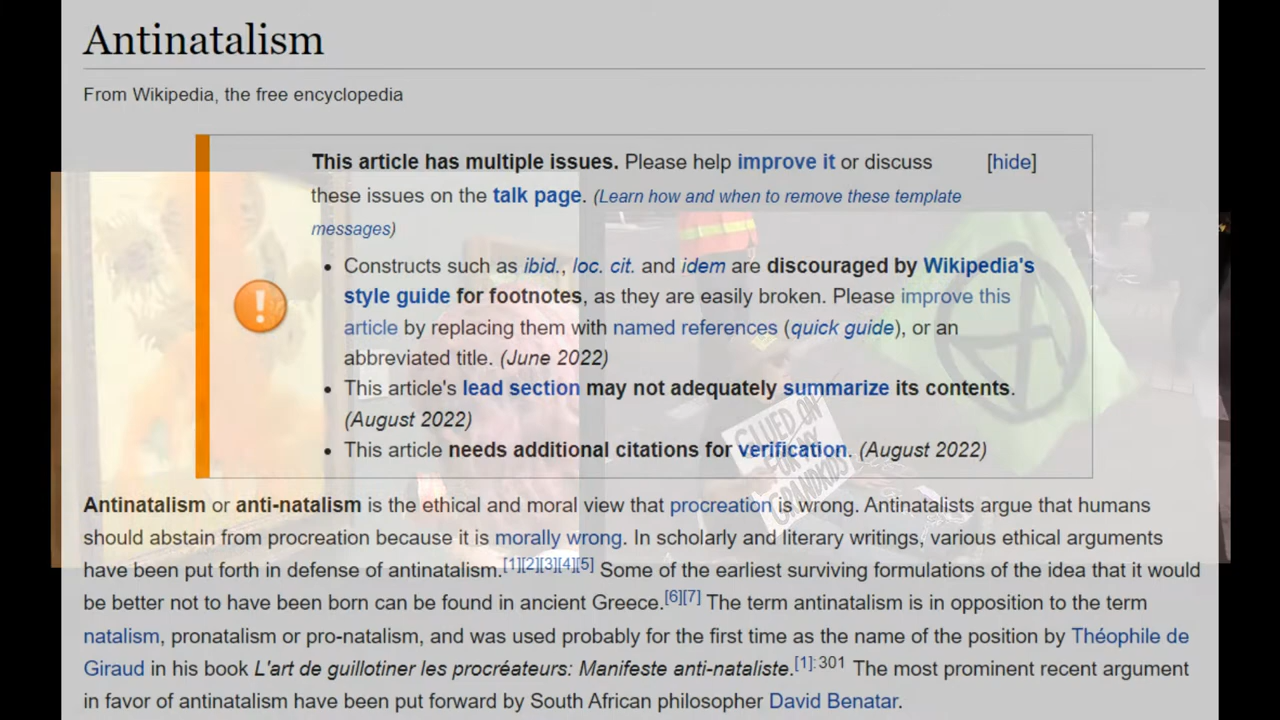 Antinatalism
From Wikipedia, the free encyclopedia
This article has multiple issues. Please help improve it or discuss [hide]
these issues on the talk page. (Learn how and when to remove these template
messages)
• Constructs such as ibid., loc. cit. and idem are discouraged by Wikipedia's
style guide for footnotes, as they are easily broken. Please improve this
article by replacing them with named references (quick guide), or an
abbreviated title. (June 2022)
• This article's lead section may not adequately summarize its contents.
(August 2022)
• This article needs additional citations for verification. (August 2022)
GLUED ON
FOR MY
GRANDKIDS
Antinatalism or anti-natalism is the ethical and moral view that procreation is wrong. Antinatalists argue that humans
should abstain from procreation because it is morally wrong. In scholarly and literary writings, various ethical arguments
have been put forth in defense of antinatalism.[1][2][3][4][5] Some of the earliest surviving formulations of the idea that it would
be better not to have been born can be found in ancient Greece.[6][7] The term antinatalism is in opposition to the term
natalism, pronatalism or pro-natalism, and was used probably for the first time as the name of the position by Théophile de
Giraud in his book L'art de guillotiner les procréateurs: Manifeste anti-nataliste.[1]:301 The most prominent recent argument
in favor of antinatalism have been put forward by South African philosopher David Benatar.